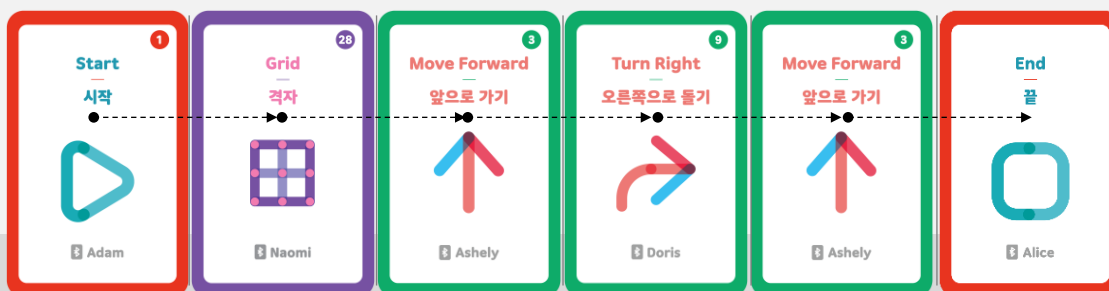 1
Start
시작
Adam
28
Grid
격자
Naomi
3
Move Forward
앞으로 가기
Ashely
9
Turn Right
오른쪽으로 돌기
Doris
3
Move Forward
앞으로 가기
Ashely
End
끝
Alice